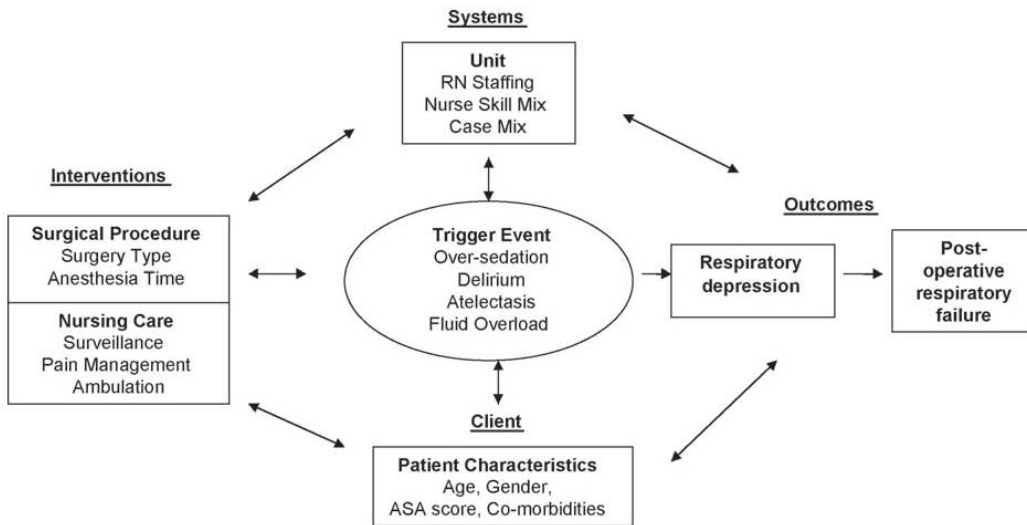 Systems
Unit
RN Staffing
Nurse Skill Mix
Case Mix
Interventions
Surgical Procedure
Surgery Type
Anesthesia Time
Nursing Care
Surveillance
Pain Management
Ambulation
Trigger Event
Over-sedation
Delirium
Atelectasis
Fluid Overload
Outcomes
Respiratory
depression
Post-
operative
respiratory
failure
Client
Patient Characteristics
Age, Gender,
ASA score, Co-morbidities